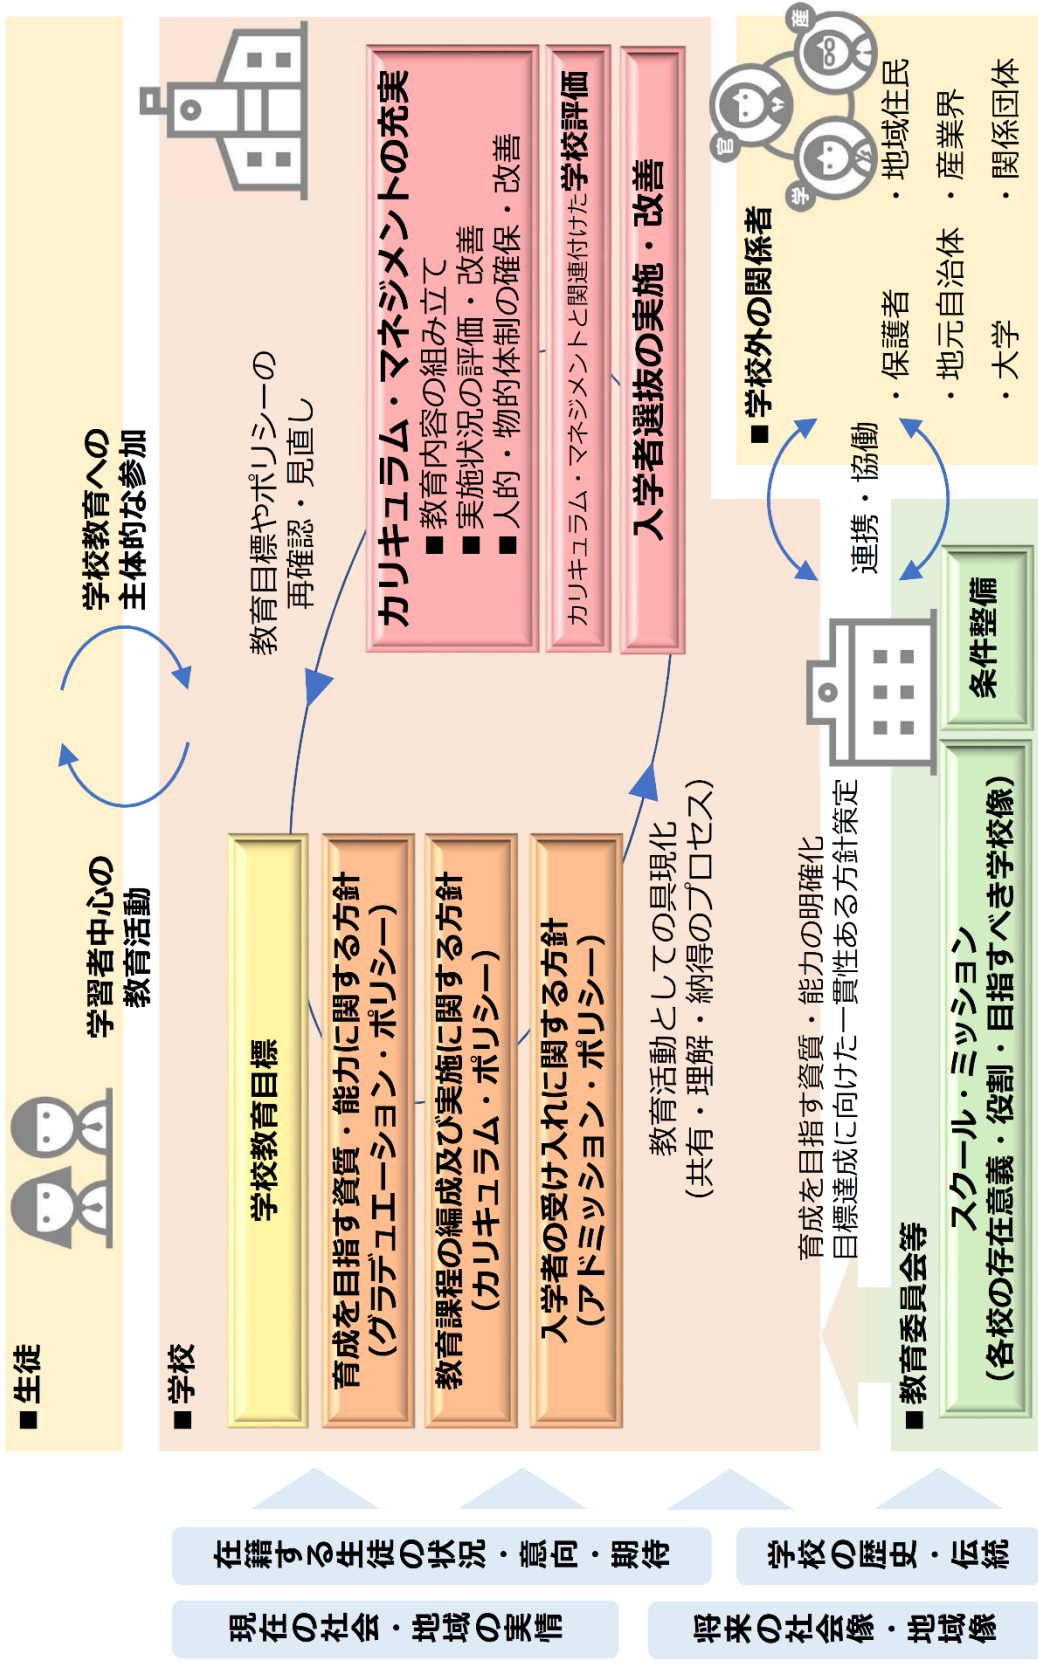 ■生徒
学習者中心の
教育活動
学校教育への
主体的な参加
■学校
学校教育目標
育成を目指す資質・能力に関する方針
(グラデュエーション・ポリシー)
教育課程の編成及び実施に関する方針
(カリキュラム・ポリシー)
入学者の受け入れに関する方針
(アドミッション・ポリシー)
教育目標やポリシーの
再確認・見直し
カリキュラム・マネジメントの充実
■教育内容の組み立て
■実施状況の評価・改善
■人的・物的体制の確保・改善
カリキュラム・マネジメントと関連付けた学校評価
入学者選抜の実施・改善
教育活動としての具現化
(共有・理解・納得のプロセス)
育成を目指す資質・能力の明確化
目標達成に向けた一貫性ある方針策定
■教育委員会等
スクール・ミッション
(各校の存在意義・役割・目指すべき学校像)
条件整備
連携・協働
■学校外の関係者
官
学
産
・保護者
・地域住民
・地元自治体
・産業界
・大学
・関係団体
在籍する生徒の状況・意向・期待
学校の歴史・伝統
現在の社会・地域の実情
将来の社会像・地域像